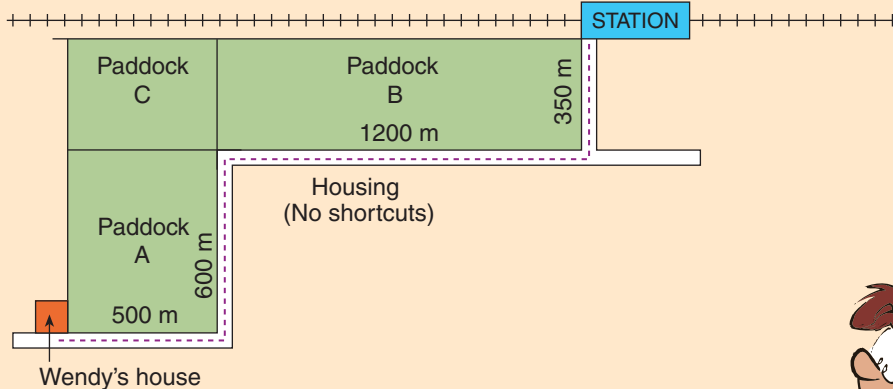 STATION
Paddock
C
Paddock
B
350 m
1200 m
Housing
(No shortcuts)
Paddock
A
600 m
500 m
Wendy's house